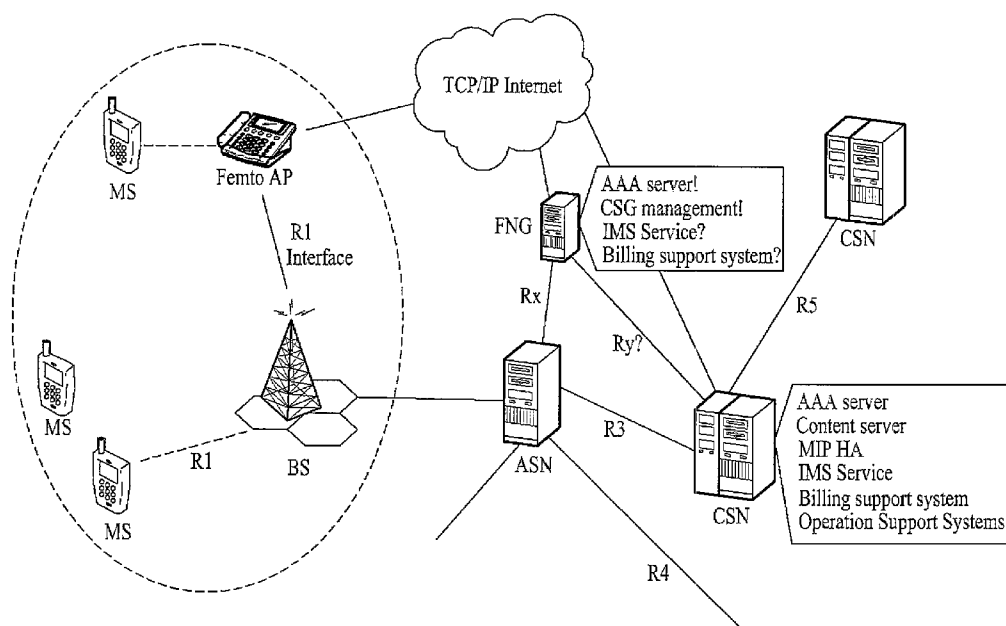 TCP/IP Internet
MS
Femto AP
R1
Interface
FNG
AAA server!
CSG management!
IMS Service?
Billing support system?
CSN
Rx
Ry?
R5
MS
R1
BS
MS
ASN
R3
CSN
AAA server
Content server
MIP HA
IMS Service
Billing support system
Operation Support Systems
R4